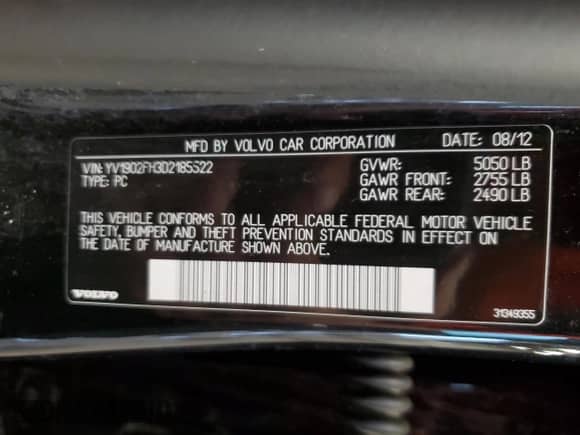 MFD BY VOLVO CAR CORPORATION DATE: 08/12
VIN: YV1902FH3D2185522 GVWR: 5050 LB
TYPE: PC GAWR FRONT: 2755 LB
GAWR REAR: 2490 LB
THIS VEHICLE CONFORMS TO ALL APPLICABLE FEDERAL MOTOR VEHICLE
SAFETY, BUMPER AND THEFT PREVENTION STANDARDS IN EFFECT ON
THE DATE OF MANUFACTURE SHOWN ABOVE.
VOLVO 31349355